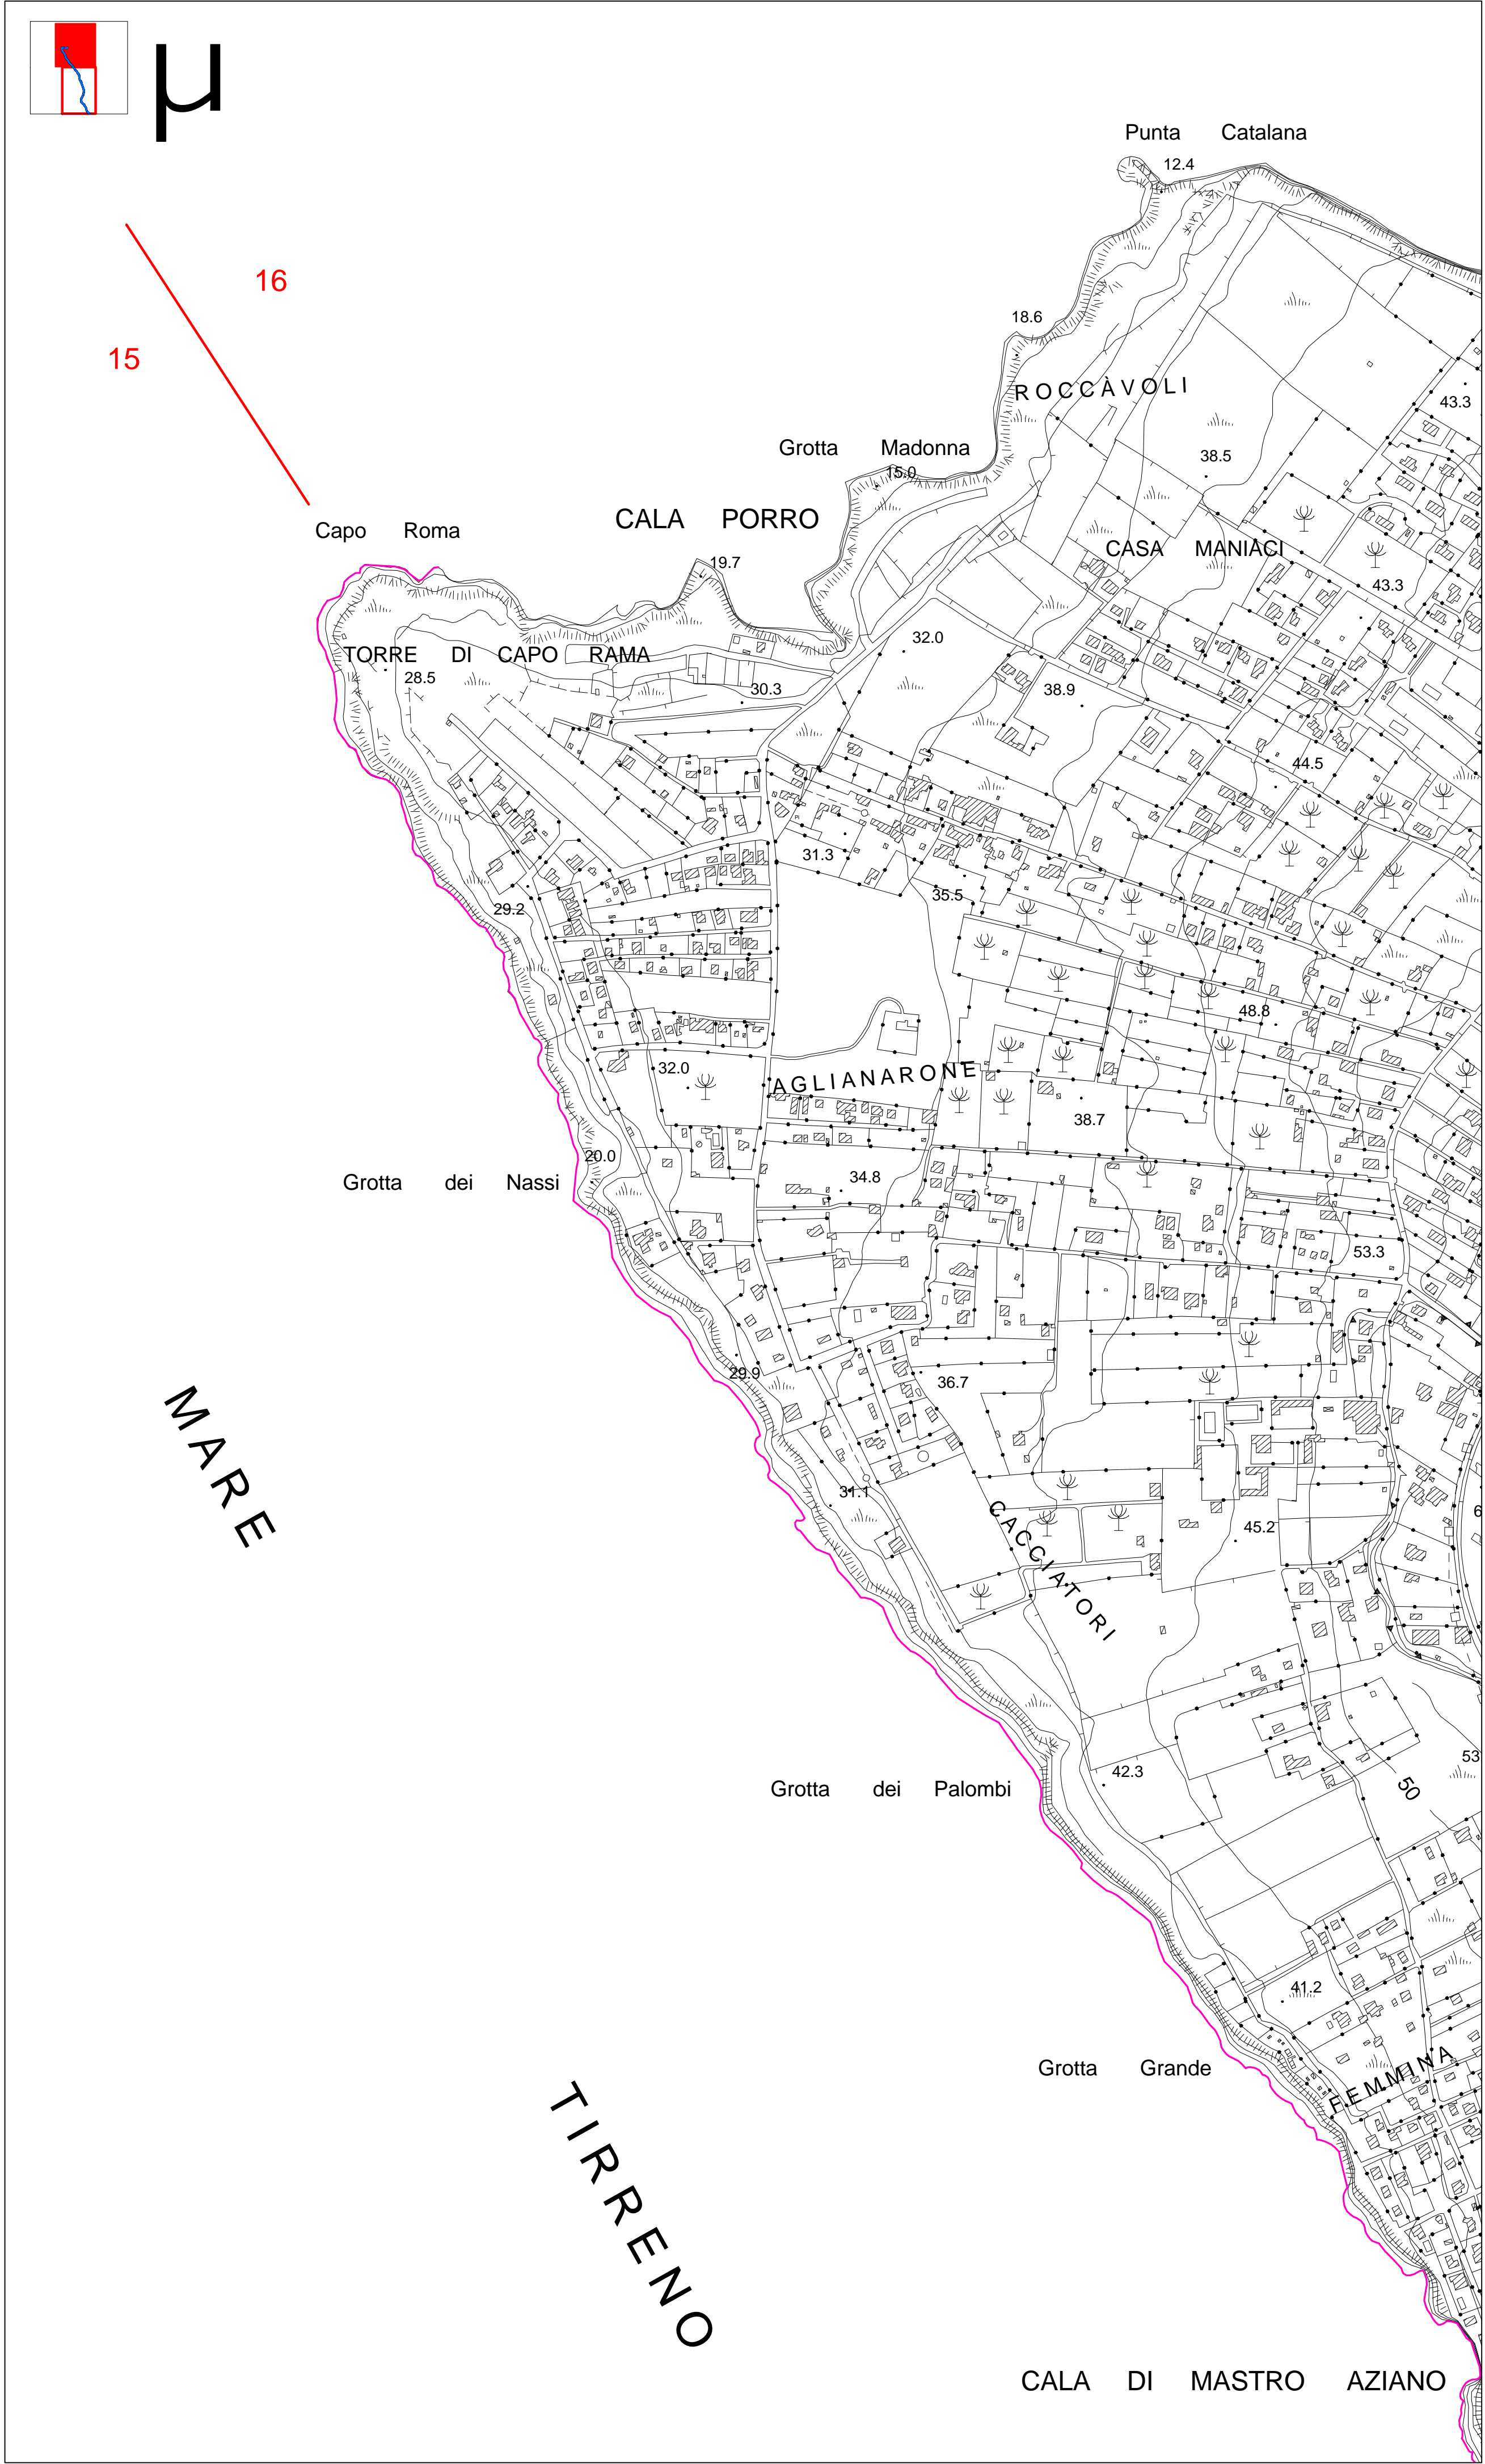 µ
Punta Catalana
12.4
16
18.6
15
ROCCÀVOLI
43.3
Grotta Madonna
38.5
15.0
CALA PORRO
Capo Roma
CASA MANIÀCI
19.7
43.3
32.0
TORRE DI CAPO RAMA
28.5
30.3
38.9
44.5
31.3
35.5
29.2
48.8
32.0
AGLIANARONE
38.7
20.0
34.8
Grotta dei Nassi
53.3
29.9
36.7
MARE
31.1
CACCIATORI
45.2
6
53
42.3
50
Grotta dei Palombi
41.2
Grotta Grande
FEMMINA
TIRRENO
CALA DI MASTRO AZIANO